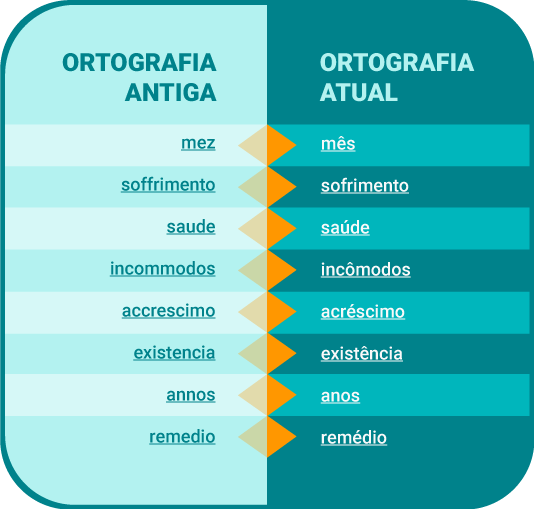 ORTOGRAFIA ANTIGA
ORTOGRAFIA ATUAL
mez mês
soffrimento sofrimento
saude saúde
incommodos incômodos
accrescimo acréscimo
existencia existência
annos anos
remedio remédio